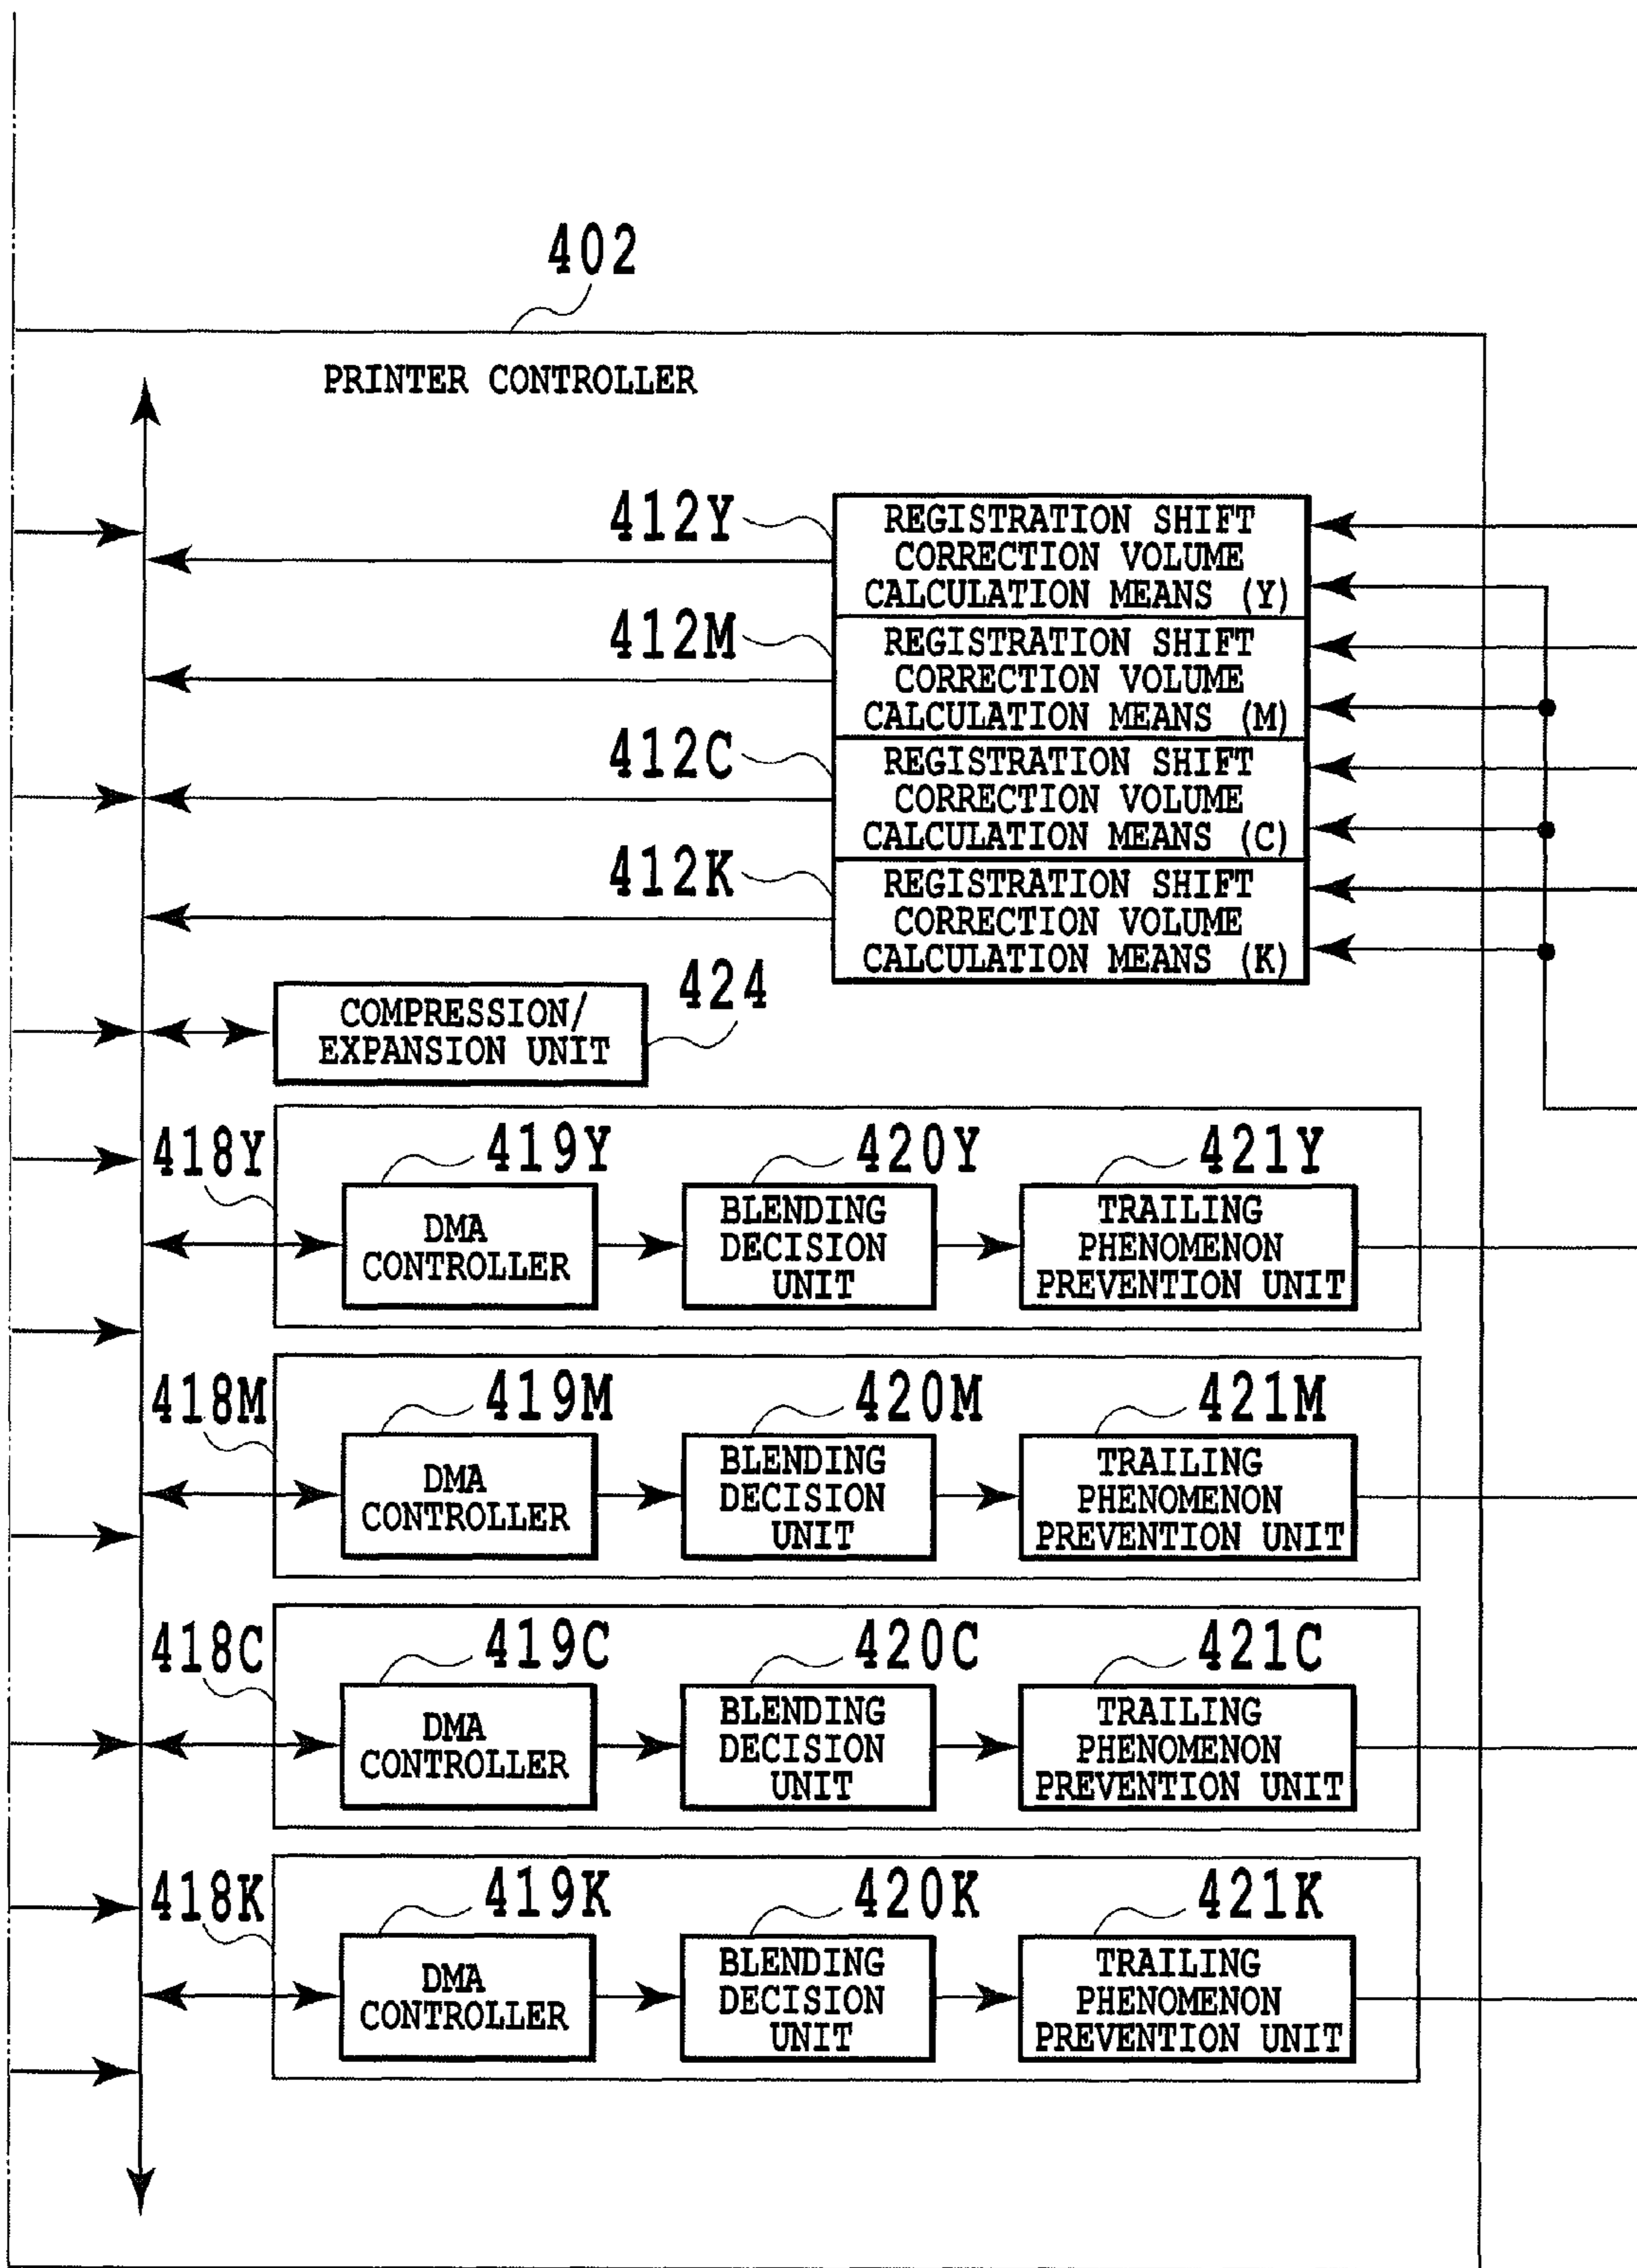 402
PRINTER CONTROLLER
412Y
REGISTRATION SHIFT
CORRECTION VOLUME
CALCULATION MEANS (Y)
412M
REGISTRATION SHIFT
CORRECTION VOLUME
CALCULATION MEANS (M)
412C
REGISTRATION SHIFT
CORRECTION VOLUME
CALCULATION MEANS (C)
412K
REGISTRATION SHIFT
CORRECTION VOLUME
CALCULATION MEANS (K)
COMPRESSION/
EXPANSION UNIT
424
418Y
419Y
DMA
CONTROLLER
420Y
BLENDING
DECISION
UNIT
421Y
TRAILING
PHENOMENON
PREVENTION UNIT
418M
419M
DMA
CONTROLLER
420M
BLENDING
DECISION
UNIT
421M
TRAILING
PHENOMENON
PREVENTION UNIT
418C
419C
DMA
CONTROLLER
420C
BLENDING
DECISION
UNIT
421C
TRAILING
PHENOMENON
PREVENTION UNIT
418K
419K
DMA
CONTROLLER
420K
BLENDING
DECISION
UNIT
421K
TRAILING
PHENOMENON
PREVENTION UNIT